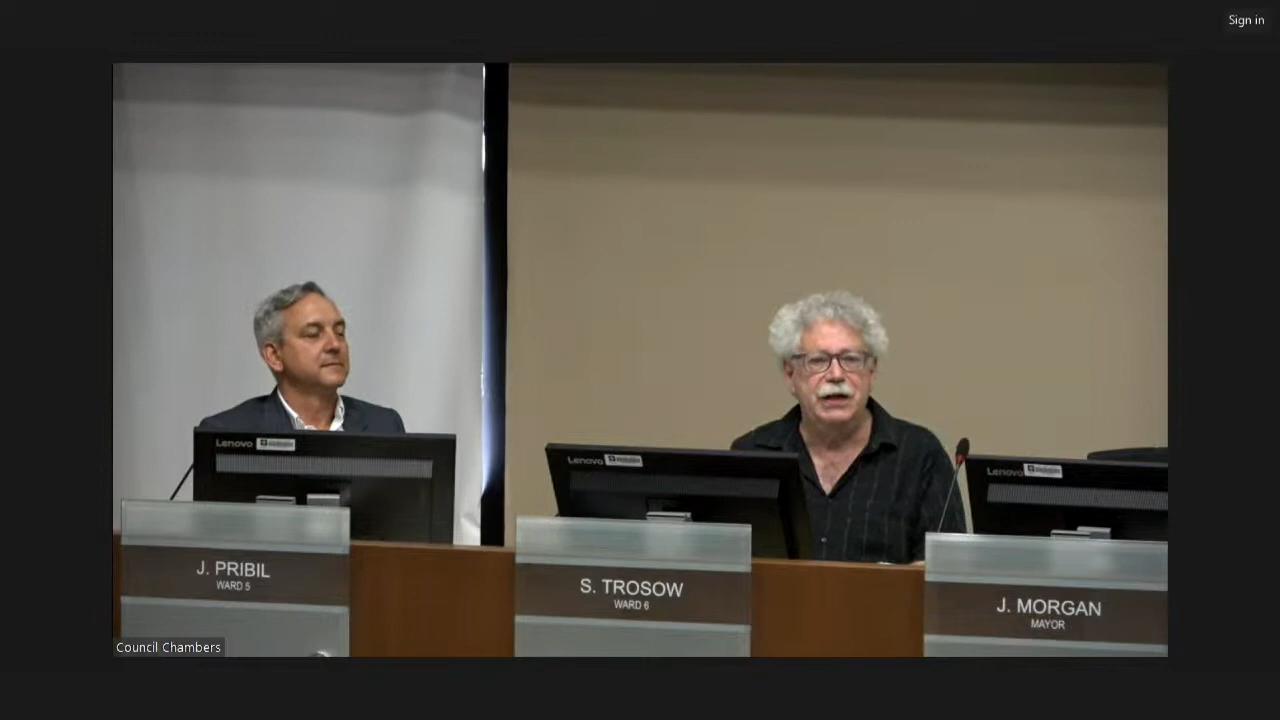 Sign in
Lenovo
Lenovo
Lenovo
J. PRIBIL
WARD 5
S. TROSOW
WARD 6
J. MORGAN
MAYOR
Council Chambers